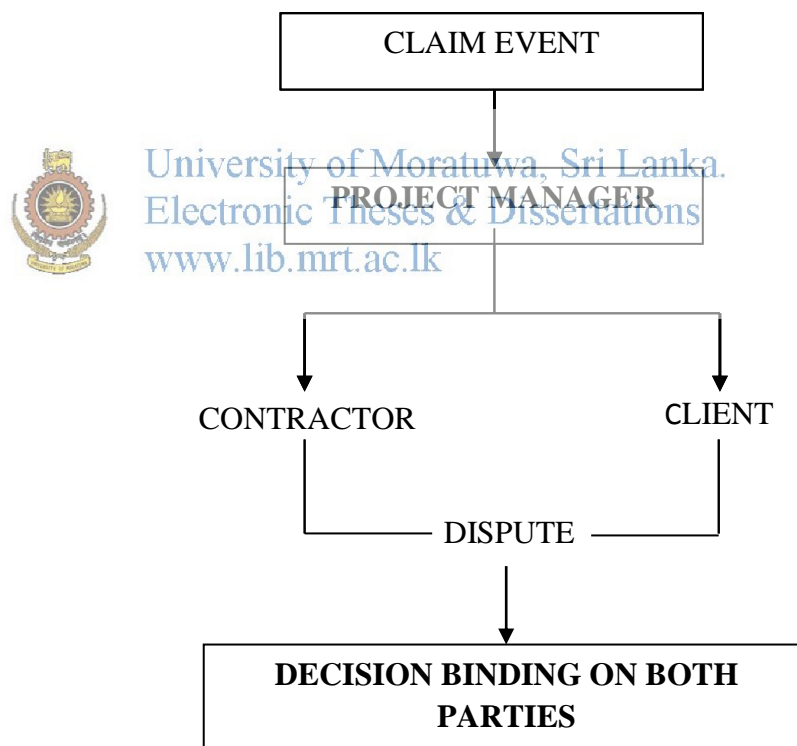 CLAIM EVENT
University of Moratuwa, Sri Lanka.
PROJECT MANAGER
Electronic Theses & Dissertations
www.lib.mrt.ac.lk
CONTRACTOR
CLIENT
DISPUTE
DECISION BINDING ON BOTH
PARTIES